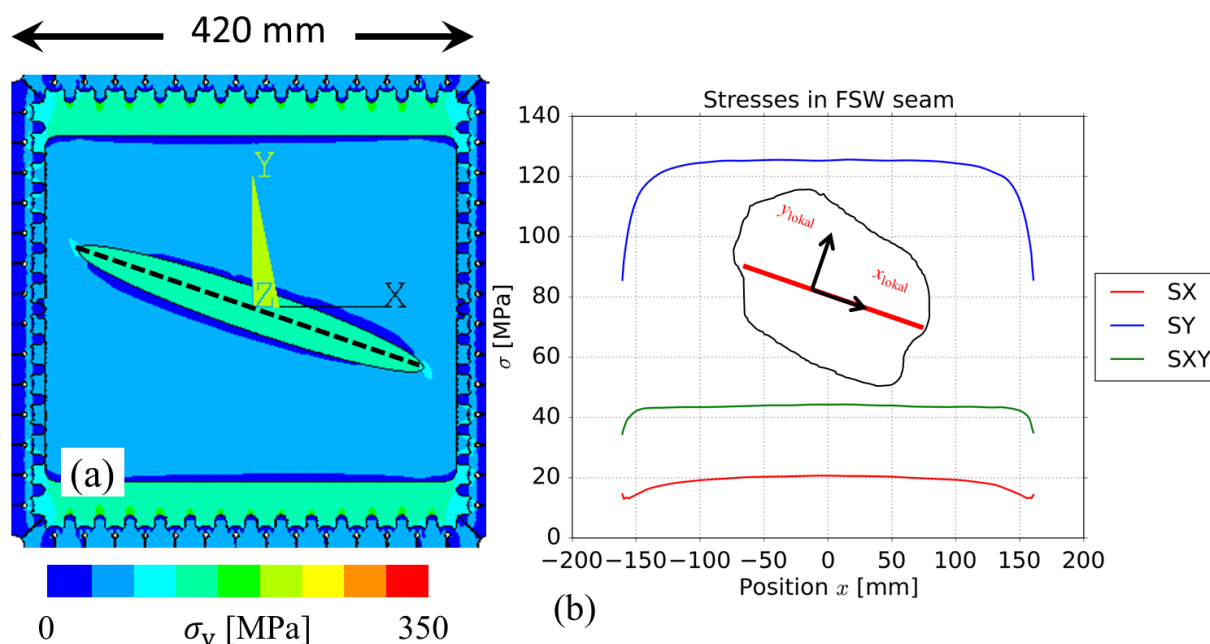 420 mm
Y
Z
X
(a)
0 σv [MPa] 350
Stresses in FSW seam
σ [MPa]
140
120
100
80
60
40
20
0
ylokal
xlokal
−200 −150 −100 −50 0 50 100 150 200
Position x [mm]
(b)
SX
SY
SXY